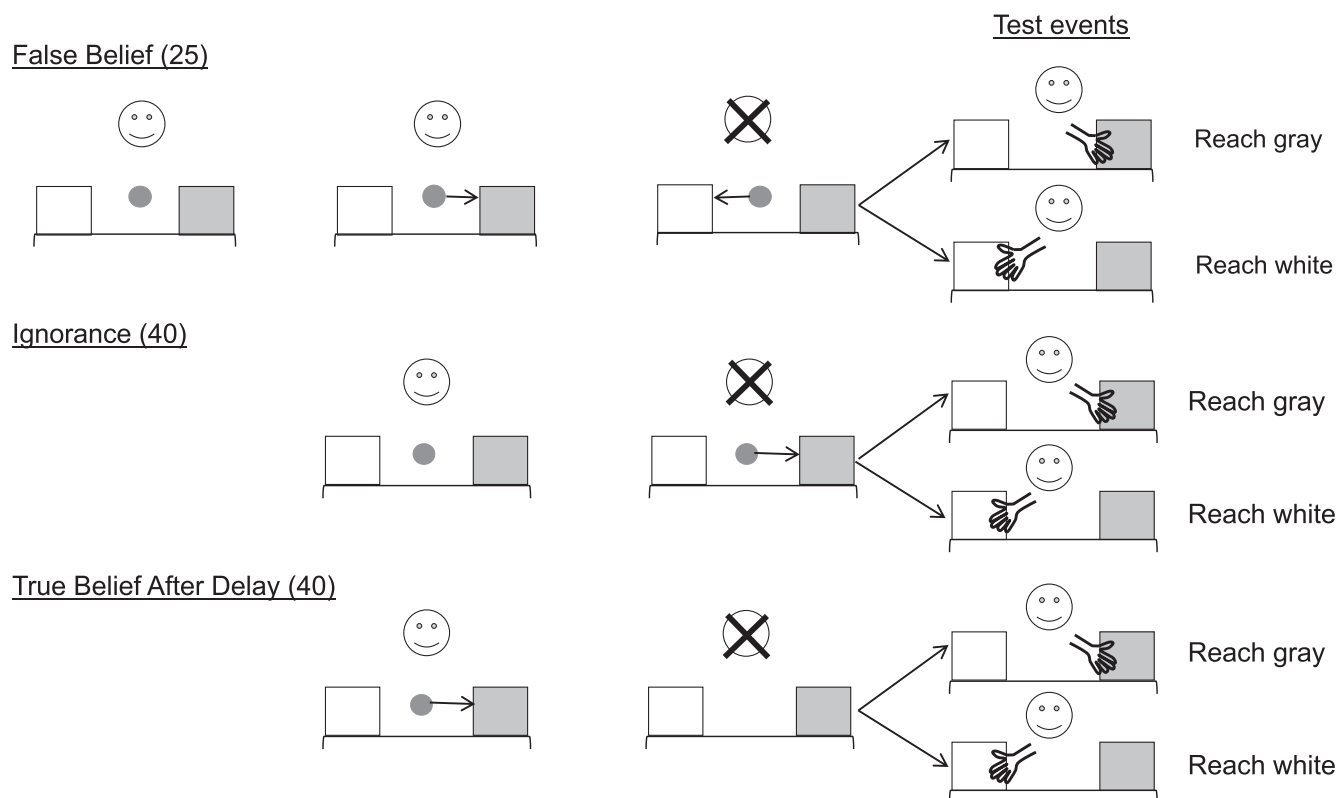 Test events
False Belief (25)
Reach gray
Reach white
Ignorance (40)
Reach gray
Reach white
True Belief After Delay (40)
Reach gray
Reach white